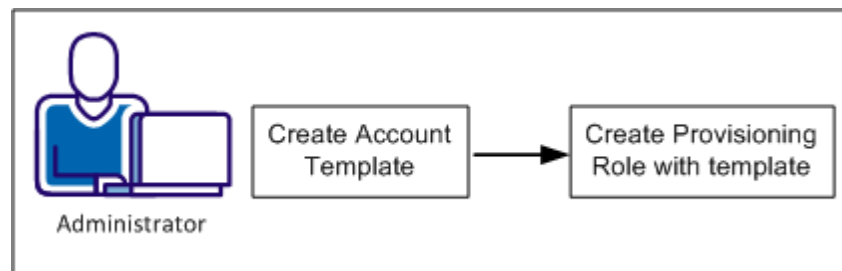 Create Account
Template
Create Provisioning
Role with template
Administrator